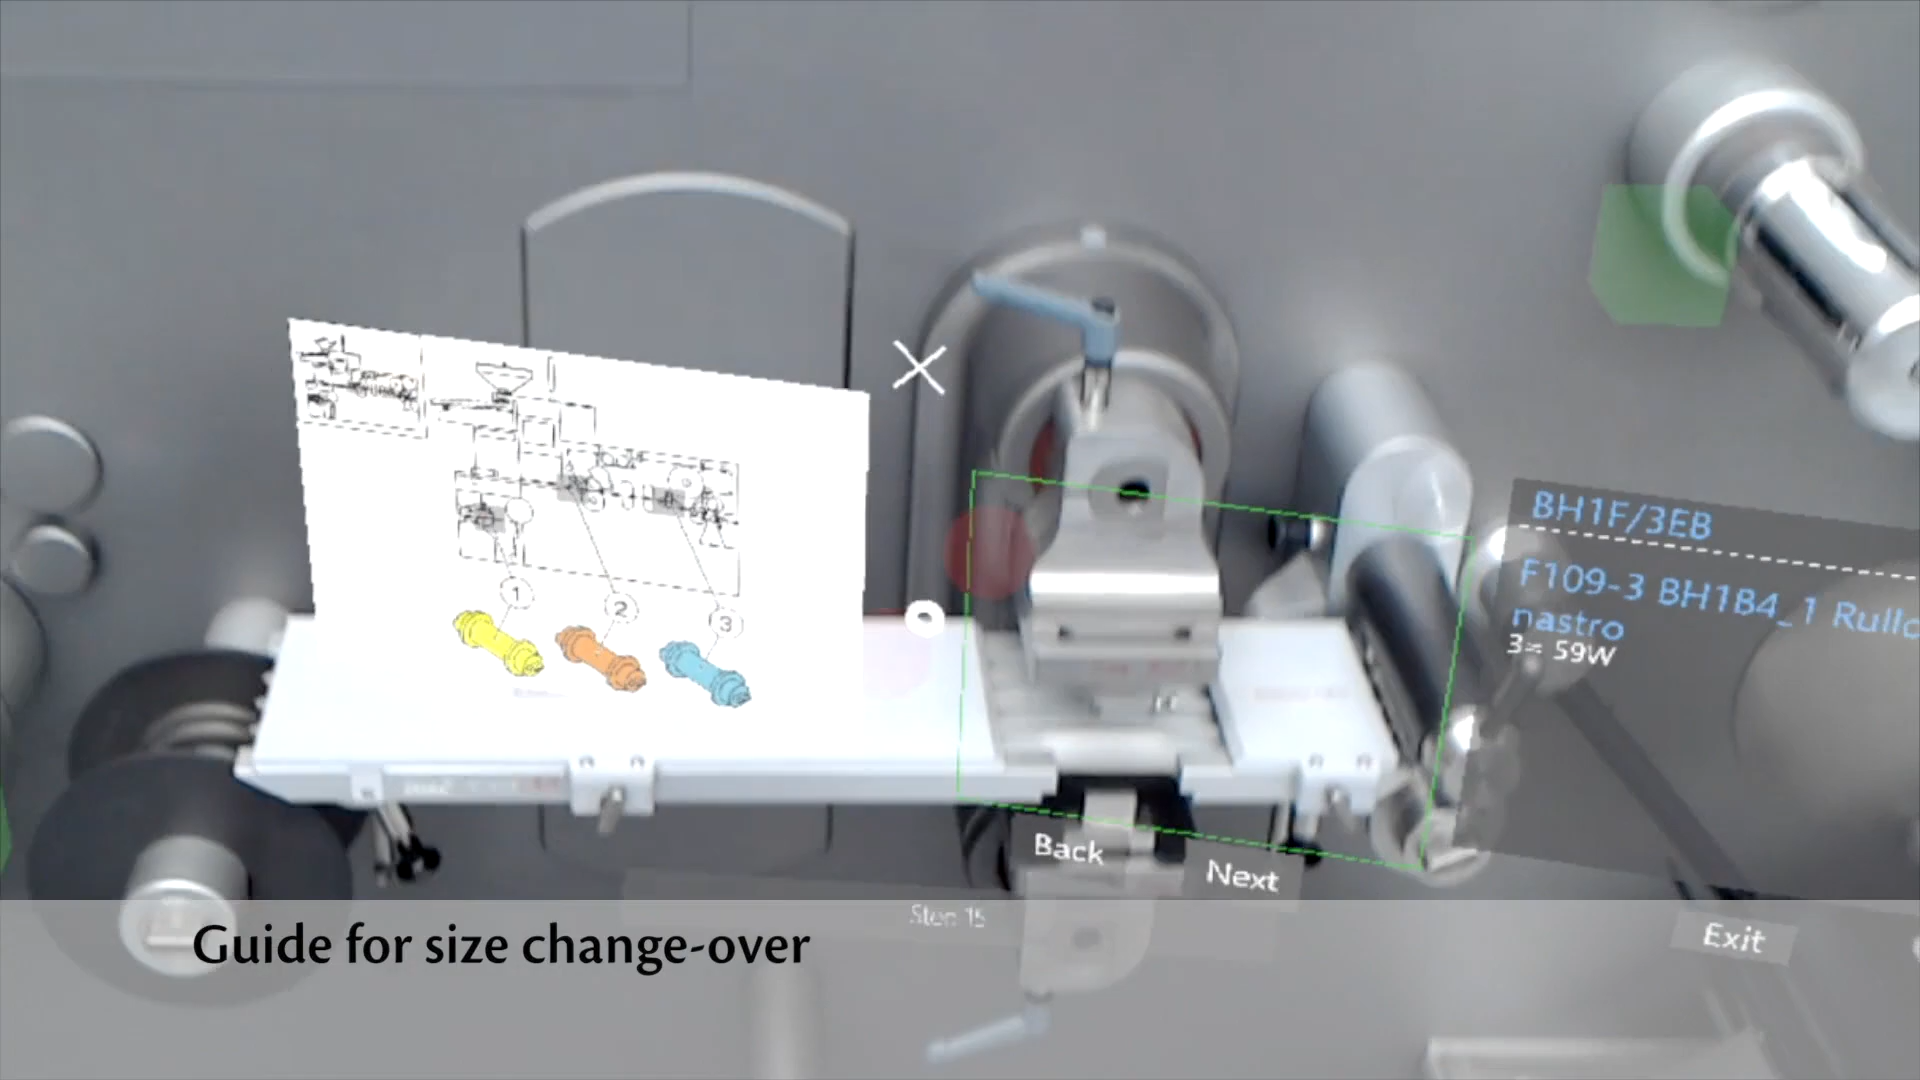 1
2
3
BH1F/3EB
F109-3 BH1B4_1 Rullo
nastro
3= 59W
Back
Next
Step 15
Exit
Guide for size change-over